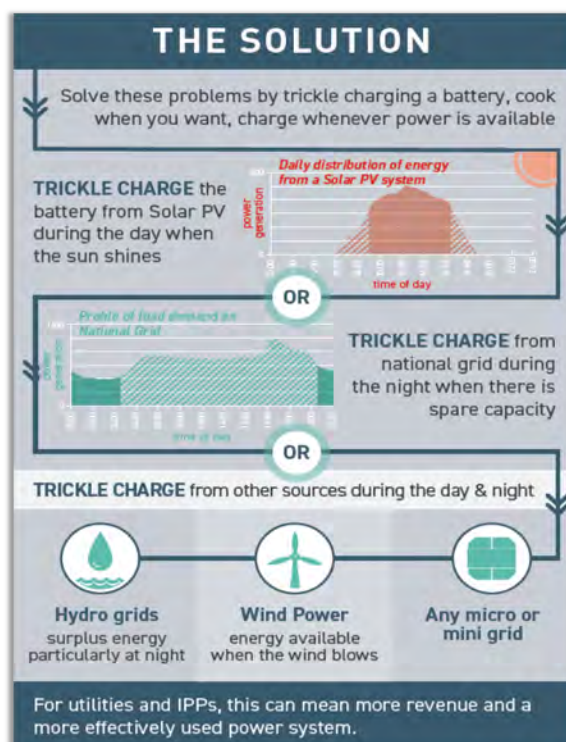 THE SOLUTION
Solve these problems by trickle charging a battery, cook
when you want, charge whenever power is available
Daily distribution of energy
from a Solar PV system
TRICKLE CHARGE the
battery from Solar PV
during the day when
the sun shines
power
generation
time of day
OR
Profile of load demand on
National Grid
power
generation
time of day
TRICKLE CHARGE from
national grid during
the night when there is
spare capacity
OR
TRICKLE CHARGE from other sources during the day & night
Hydro grids
surplus energy
particularly at night
Wind Power
energy available
when the wind blows
Any micro or
mini grid
For utilities and IPPs, this can mean more revenue and a
more effectively used power system.